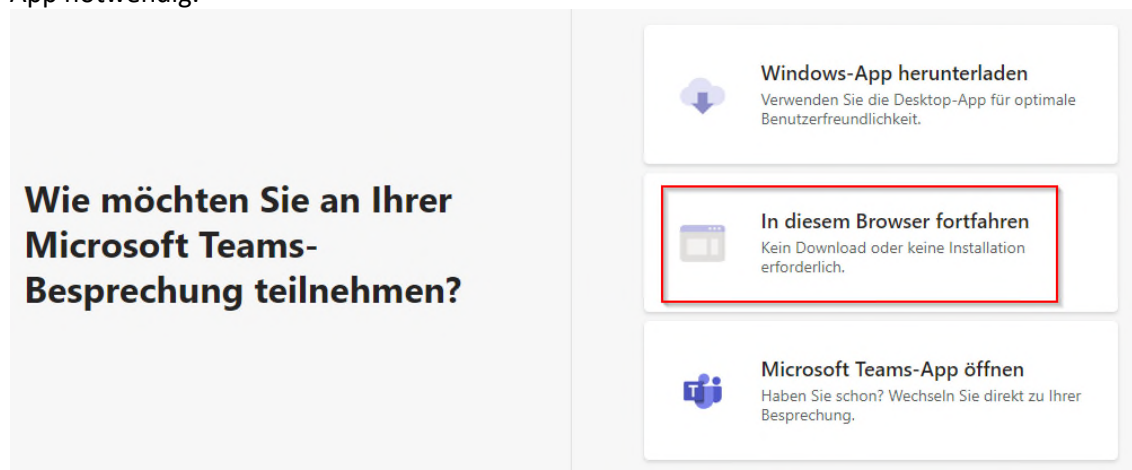 App notwendig.
Windows-App herunterladen
Verwenden Sie die Desktop-App für optimale
Benutzerfreundlichkeit.
Wie möchten Sie an Ihrer
Microsoft Teams-
Besprechung teilnehmen?
In diesem Browser fortfahren
Kein Download oder keine Installation
erforderlich.
Microsoft Teams-App öffnen
Haben Sie schon? Wechseln Sie direkt zu Ihrer
Besprechung.